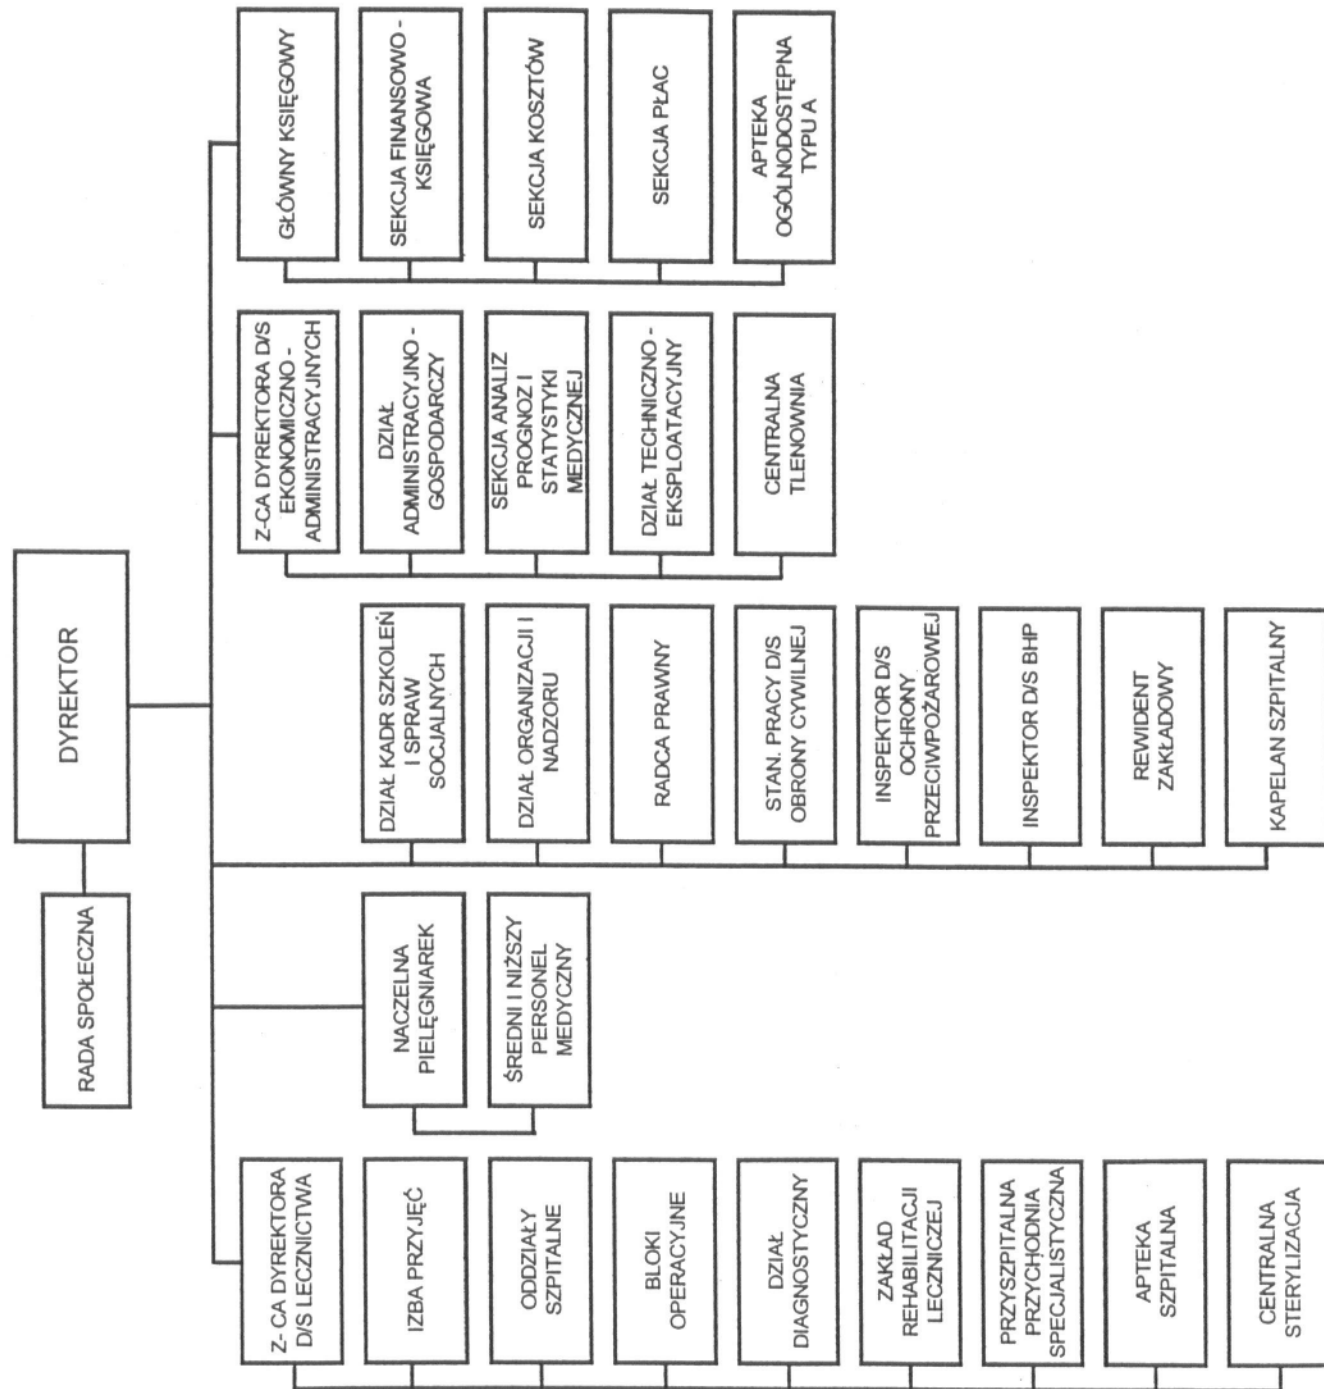 DYREKTOR
RADA SPOŁECZNA
Z- CA DYREKTORA
D/S LECZNICTWA
IZBA PRZYJĘĆ
ODDZIAŁY
SZPITALNE
BLOKI
OPERACYJNE
DZIAŁ
DIAGNOSTYCZNY
ZAKŁAD
REHABILITACJI
LECZNICZEJ
PRZYSZPITALNA
PRZYCHODNIA
SPECJALISTYCZNA
APTEKA
SZPITALNA
CENTRALNA
STERYLIZACJA
NACZELNA
PIELĘGNIAREK
ŚREDNI I NIŻSZY
PERSONEL
MEDYCZNY
DZIAŁ KADR SZKOLEŃ
I SPRAW
SOCJALNYCH
DZIAŁ ORGANIZACJI I
NADZORU
RADCA PRAWNY
STAN. PRACY D/S
OBRONY CYWILNEJ
INSPEKTOR D/S
OCHRONY
PRZECIWPOŻAROWEJ
INSPEKTOR D/S BHP
REWIDENT
ZAKŁADOWY
KAPELAN SZPITALNY
Z-CA DYREKTORA D/S
EKONOMICZNO -
ADMINISTRACYJNYCH
DZIAŁ
ADMINISTRACYJNO -
GOSPODARCZY
SEKCJA ANALIZ
PROGNOZ I
STATYSTYKI
MEDYCZNEJ
DZIAŁ TECHNICZNO -
EKSPLOATACYJNY
CENTRALNA
TLENOWNIA
GŁÓWNY KSIĘGOWY
SEKCJA FINANSOWO -
KSIĘGOWA
SEKCJA KOSZTÓW
SEKCJA PŁAC
APTEKA
OGÓLNODOSTĘPNA
TYPU A